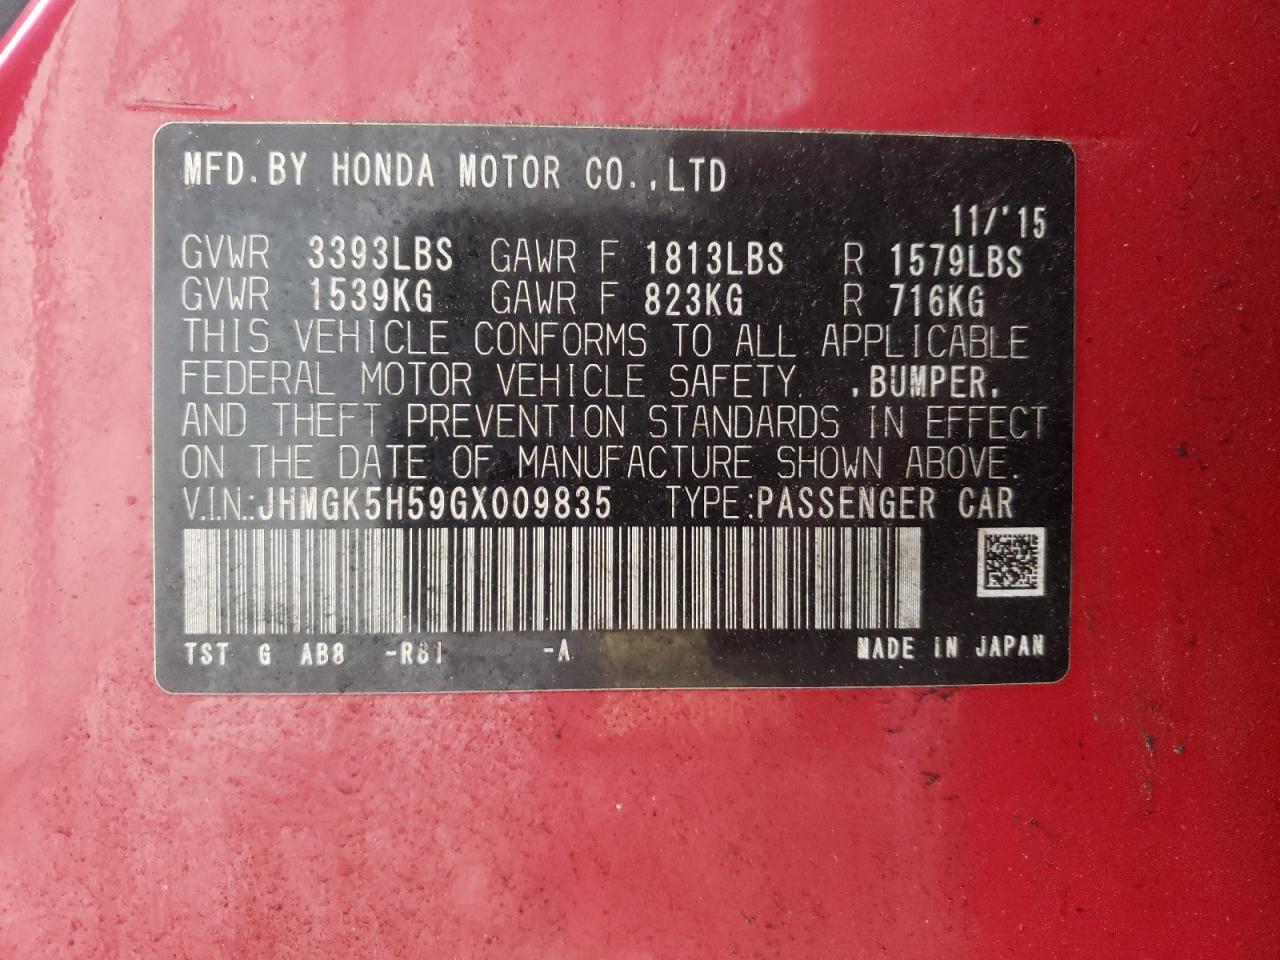 MFD. BY HONDA MOTOR CO., LTD
11/'15
GVWR 3393LBS GAWR F 1813LBS R 1579LBS
GVWR 1539KG GAWR F 823KG R 716KG
THIS VEHICLE CONFORMS TO ALL APPLICABLE
FEDERAL MOTOR VEHICLE SAFETY. ,BUMPER,
AND THEFT PREVENTION STANDARDS IN EFFECT
ON THE DATE OF MANUFACTURE SHOWN ABOVE.
V.I.N.:JHMGK5H59GX009835 TYPE:PASSENGER CAR
TST G AB8 -R81 -A MADE IN JAPAN